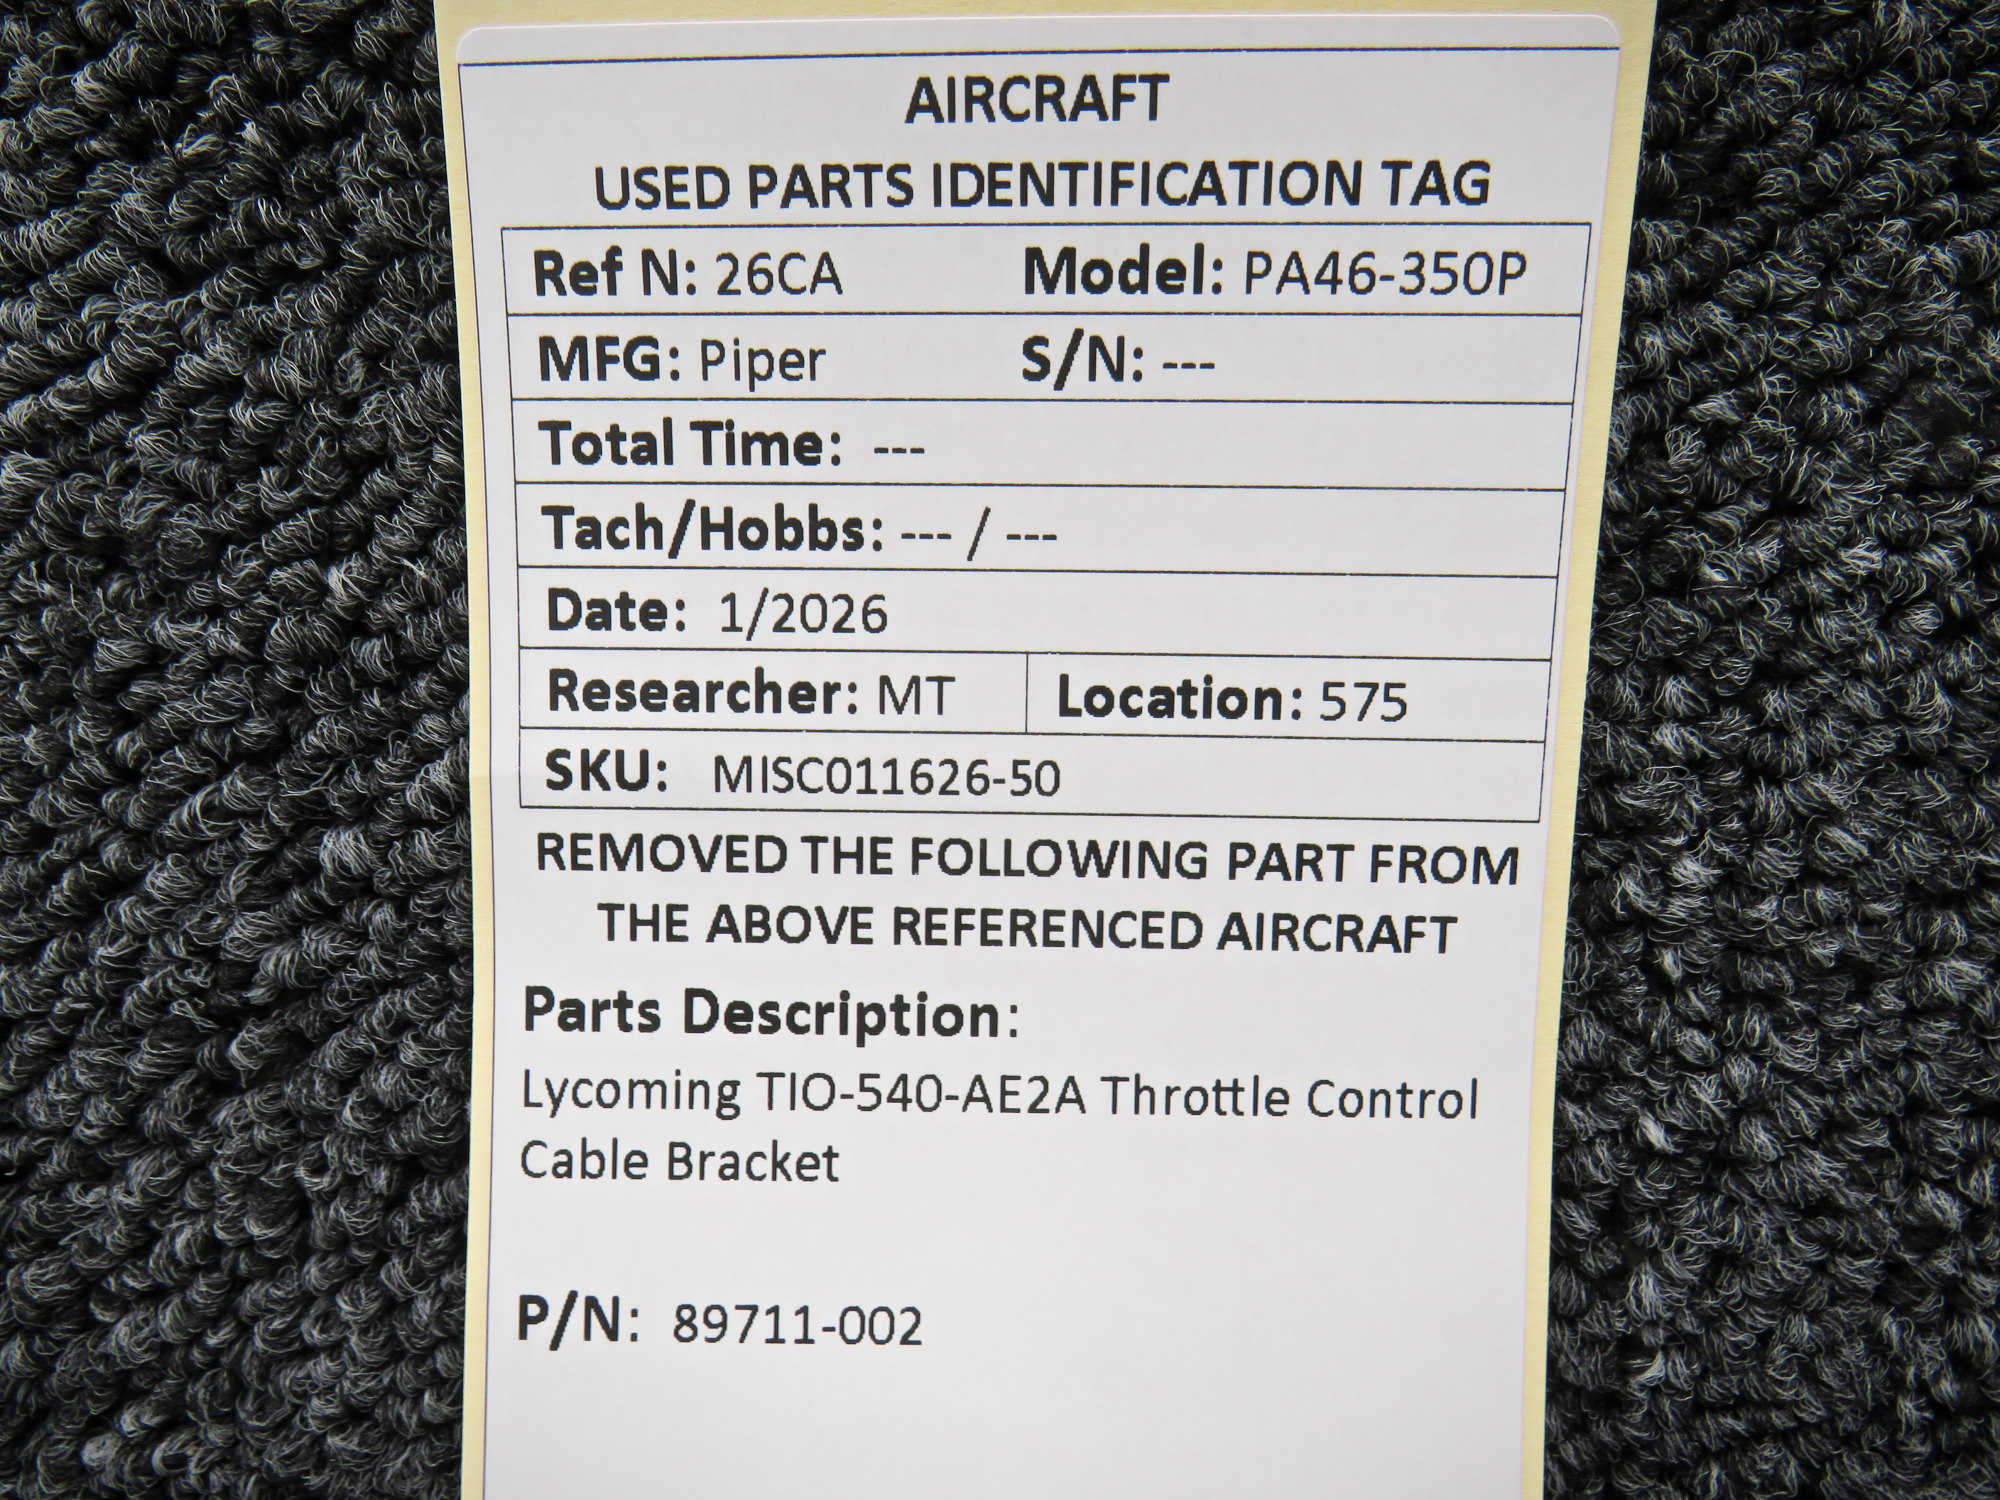 AIRCRAFT
USED PARTS IDENTIFICATION TAG
Ref N: 26CA Model: PA46-350P
MFG: Piper S/N: ---
Total Time: ---
Tach/Hobbs: --- / ---
Date: 1/2026
Researcher: MT Location: 575
SKU: MISC011626-50
REMOVED THE FOLLOWING PART FROM
THE ABOVE REFERENCED AIRCRAFT
Parts Description:
Lycoming TIO-540-AE2A Throttle Control
Cable Bracket
P/N: 89711-002